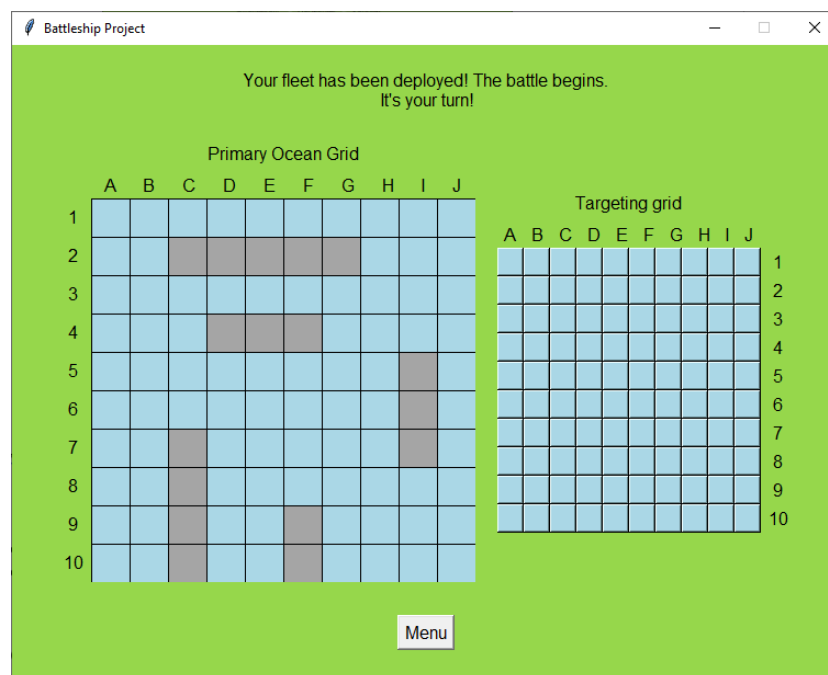 Battleship Project
Your fleet has been deployed! The battle begins.
It's your turn!
Primary Ocean Grid
A B C D E F G H I J
1
2
3
4
5
6
7
8
9
10
Targeting grid
A B C D E F G H I J
1
2
3
4
5
6
7
8
9
10
Menu